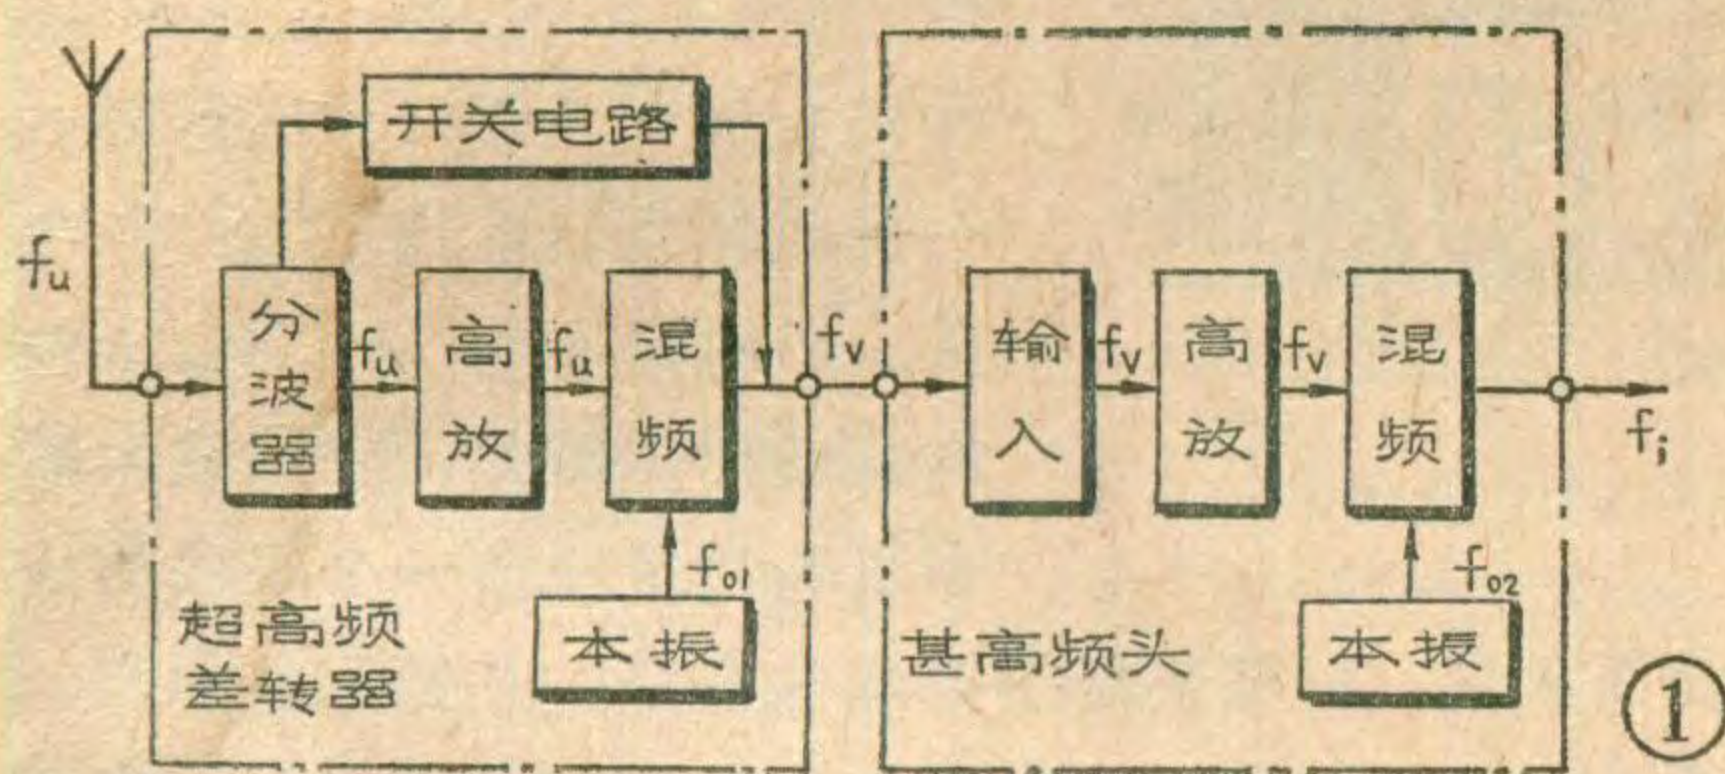 开关电路
fu
分波器
fu
高放
fu
混频
fv
输入
fv
高放
fv
混频
fi
fo1
fo2
超高频
差转器
本振
甚高频头
本振
①